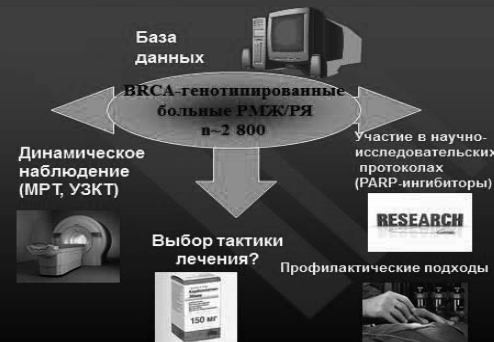 База
данных
BRCA-генотипированные
больные РМЖ/РЯ
n~2 800
Динамическое
наблюдение
(МРТ, УЗКТ)
Участие в научно-
исследовательских
протоколах
(PARP-ингибиторы)
RESEARCH
Выбор тактики
лечения?
150 мг
Профилактические подходы